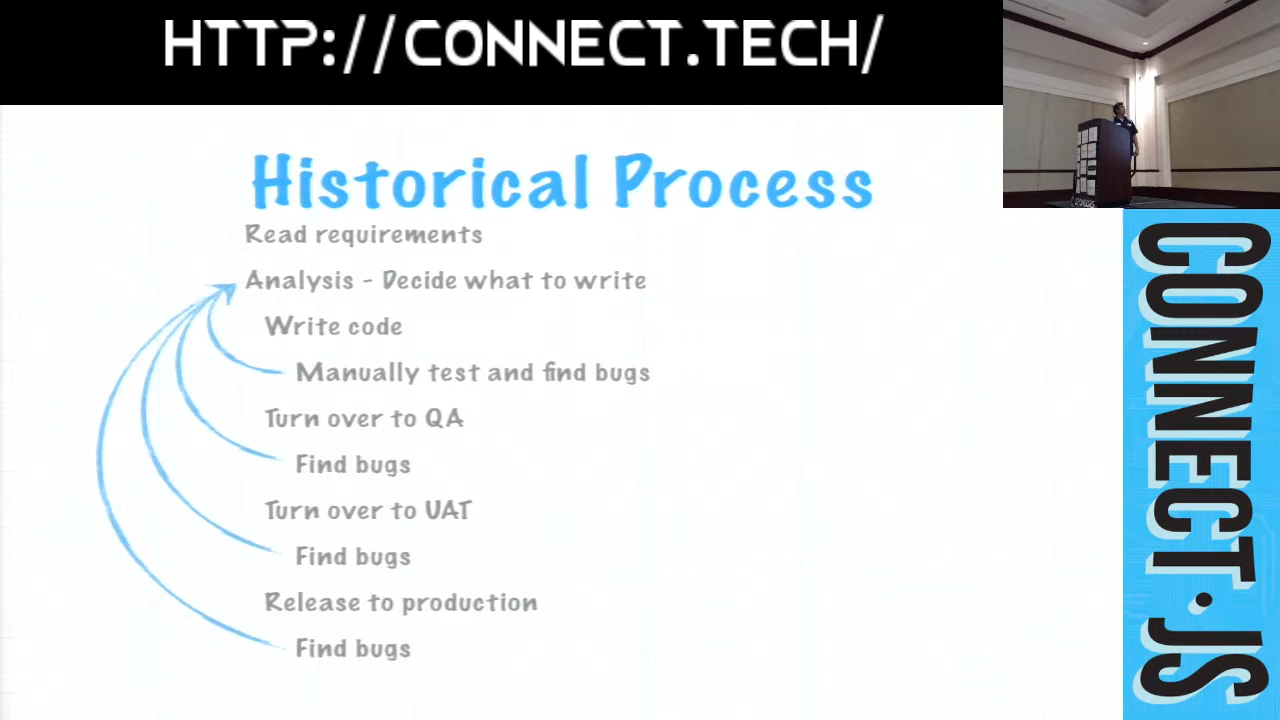 HTTP://CONNECT.TECH/
Historical Process
Read requirements
Analysis - Decide what to write
Write code
Manually test and find bugs
Turn over to QA
Find bugs
Turn over to UAT
Find bugs
Release to production
Find bugs
CONNECT.JS